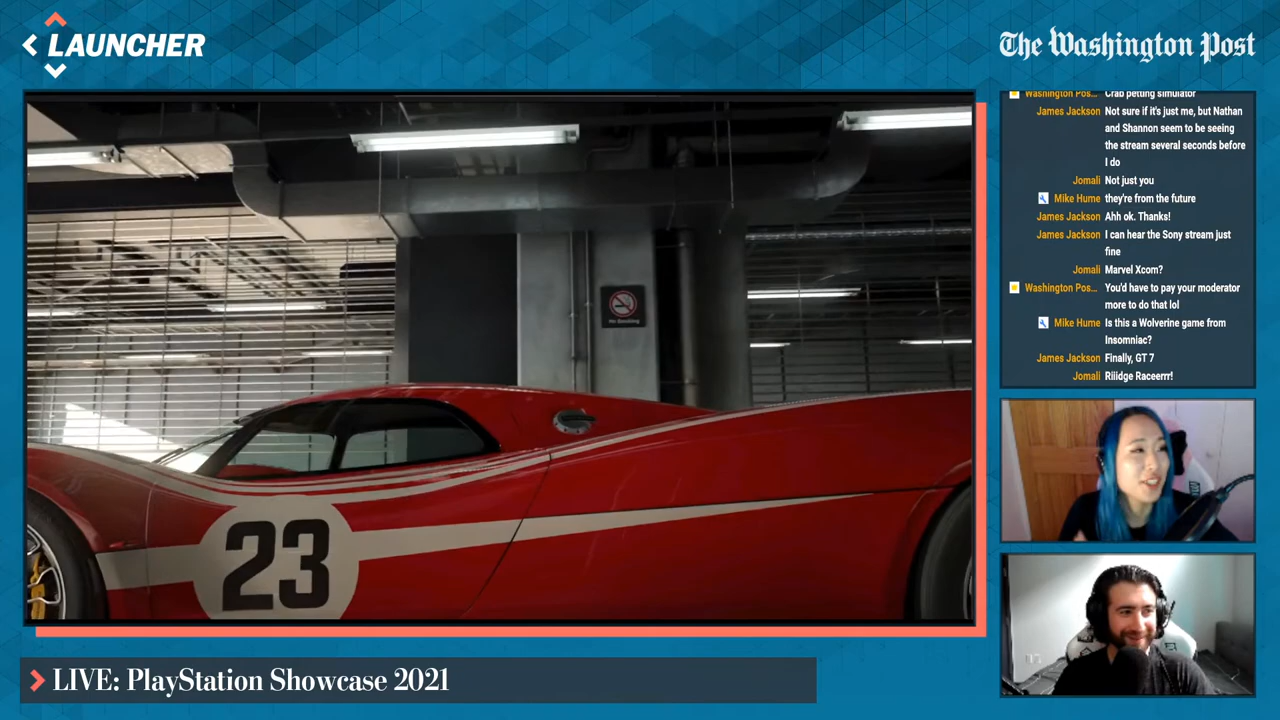 LAUNCHER
The Washington Post
Washington Pos... Crab petting simulator
James Jackson Not sure if it's just me, but Nathan
and Shannon seem to be seeing
the stream several seconds before
I do
Jomali Not just you
Mike Hume they're from the future
James Jackson Ahh ok. Thanks!
James Jackson I can hear the Sony stream just
fine
Jomali Marvel Xcom?
Washington Pos... You'd have to pay your moderator
more to do that lol
Mike Hume Is this a Wolverine game from
Insomniac?
James Jackson Finally, GT 7
Jomali Riiidge Raceerrr!
No Smoking
23
LIVE: PlayStation Showcase 2021